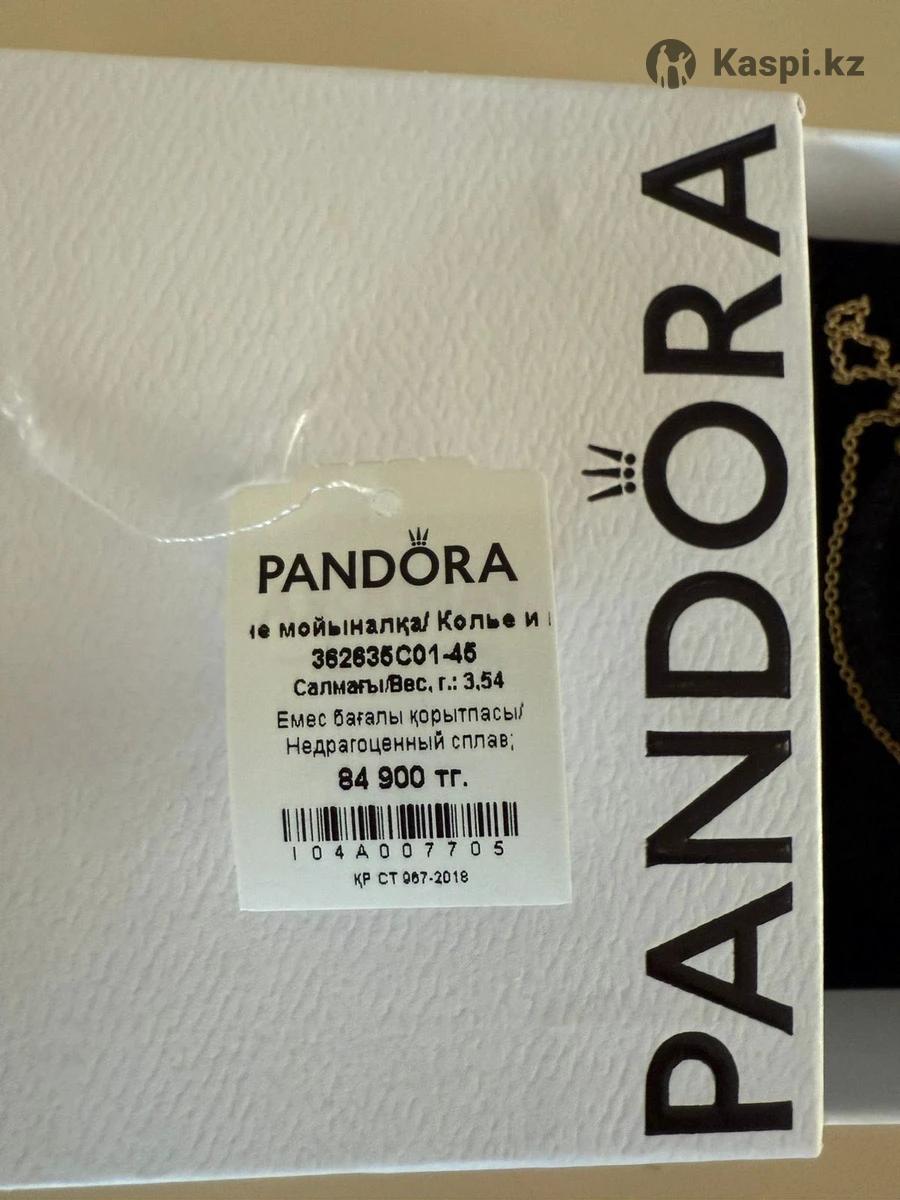 Kaspi.kz
PANDORA
PANDORA
мойыналқа/ Колье и
362635C01-45
Салмағы/Вес, г.: 3,54
Емес бағалы қорытпасы/
Недрагоценный сплав;
84 900 тг.
I04A007705
ҚР СТ 967-2018